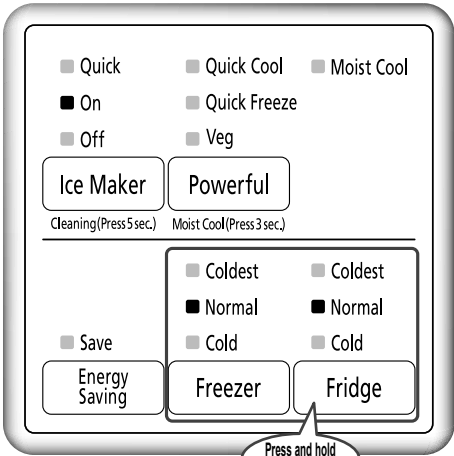 Quick Quick Cool Moist Cool
On Quick Freeze
Off Veg
Ice Maker Powerful
Cleaning(Press 5 sec.) Moist Cool(Press 3 sec.)
Coldest Coldest
Normal Normal
Save Cold Cold
Energy
Saving Freezer Fridge
Press and hold